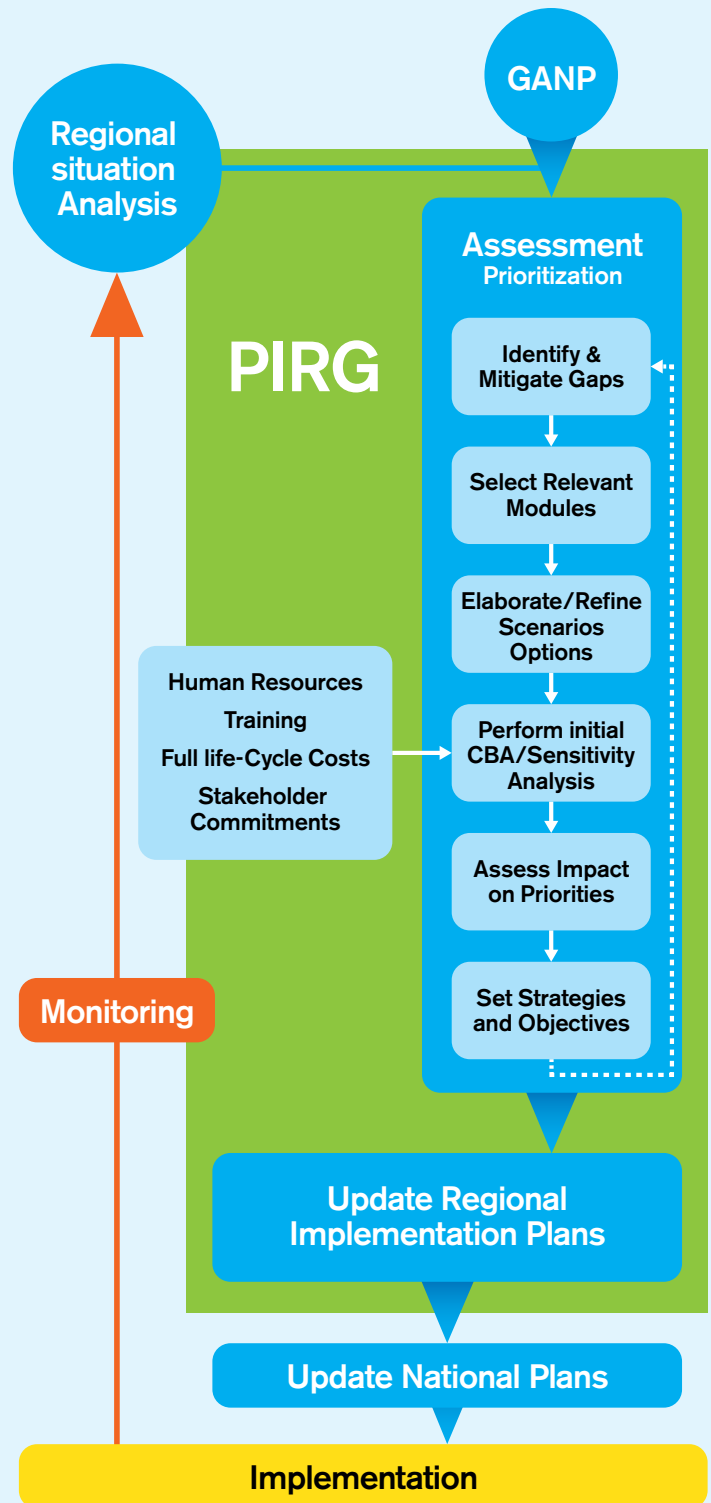 GANP
Regional
situation
Analysis
Assessment
Prioritization
PIRG
Identify &
Mitigate Gaps
Select Relevant
Modules
Elaborate/Refine
Scenarios
Options
Human Resources
Training
Full life-Cycle Costs
Stakeholder
Commitments
Perform initial
CBA/Sensitivity
Analysis
Assess Impact
on Priorities
Set Strategies
and Objectives
Monitoring
Update Regional
Implementation Plans
Update National Plans
Implementation